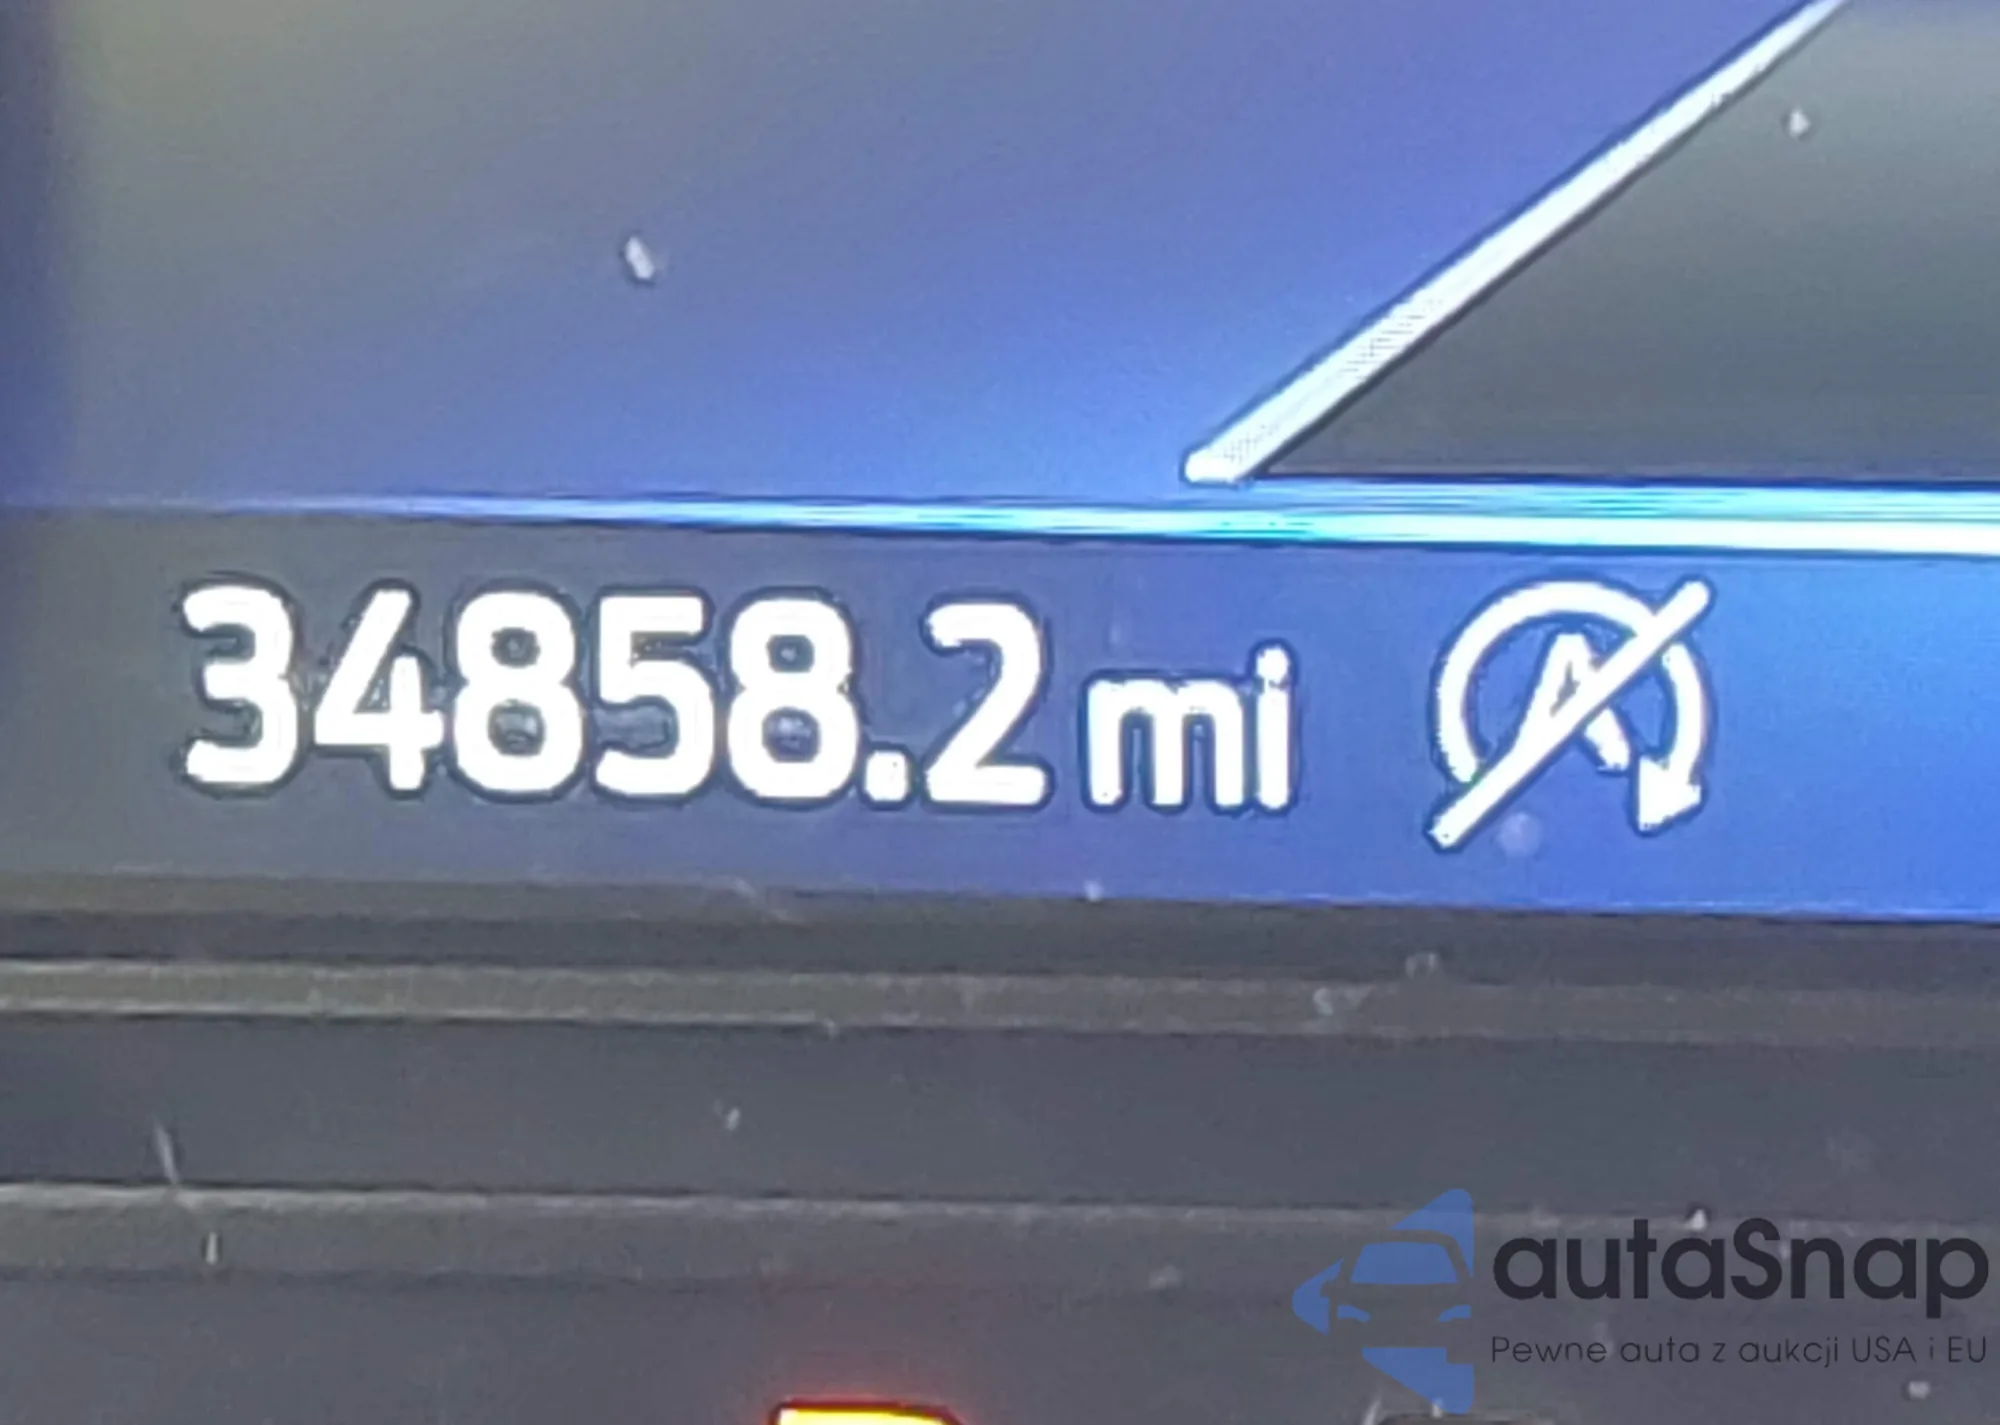 34858.2 mi
autaSnap
Pewne auta z aukcji USA i EU